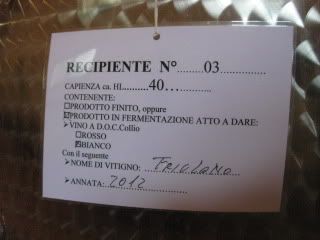 RECIPIENTE N°........03..............
CAPIENZA ca. HL..........40.................
CONTENENTE:
☐PRODOTTO FINITO, oppure
☒PRODOTTO IN FERMENTAZIONE ATTO A DARE:
➢VINO A D.O.C.Collio
☐ROSSO
☒BIANCO
Con il seguente
➢NOME DI VITIGNO: ...FRIULANO...
➢ANNATA:.....2012...............